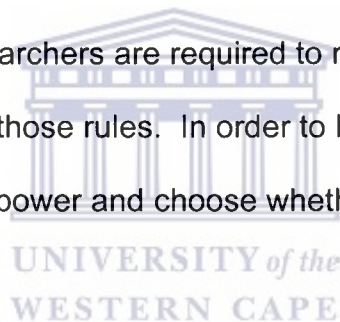 archers are required to
those rules. In order to
power and choose wheth
UNIVERSITY of the
WESTERN CAPE